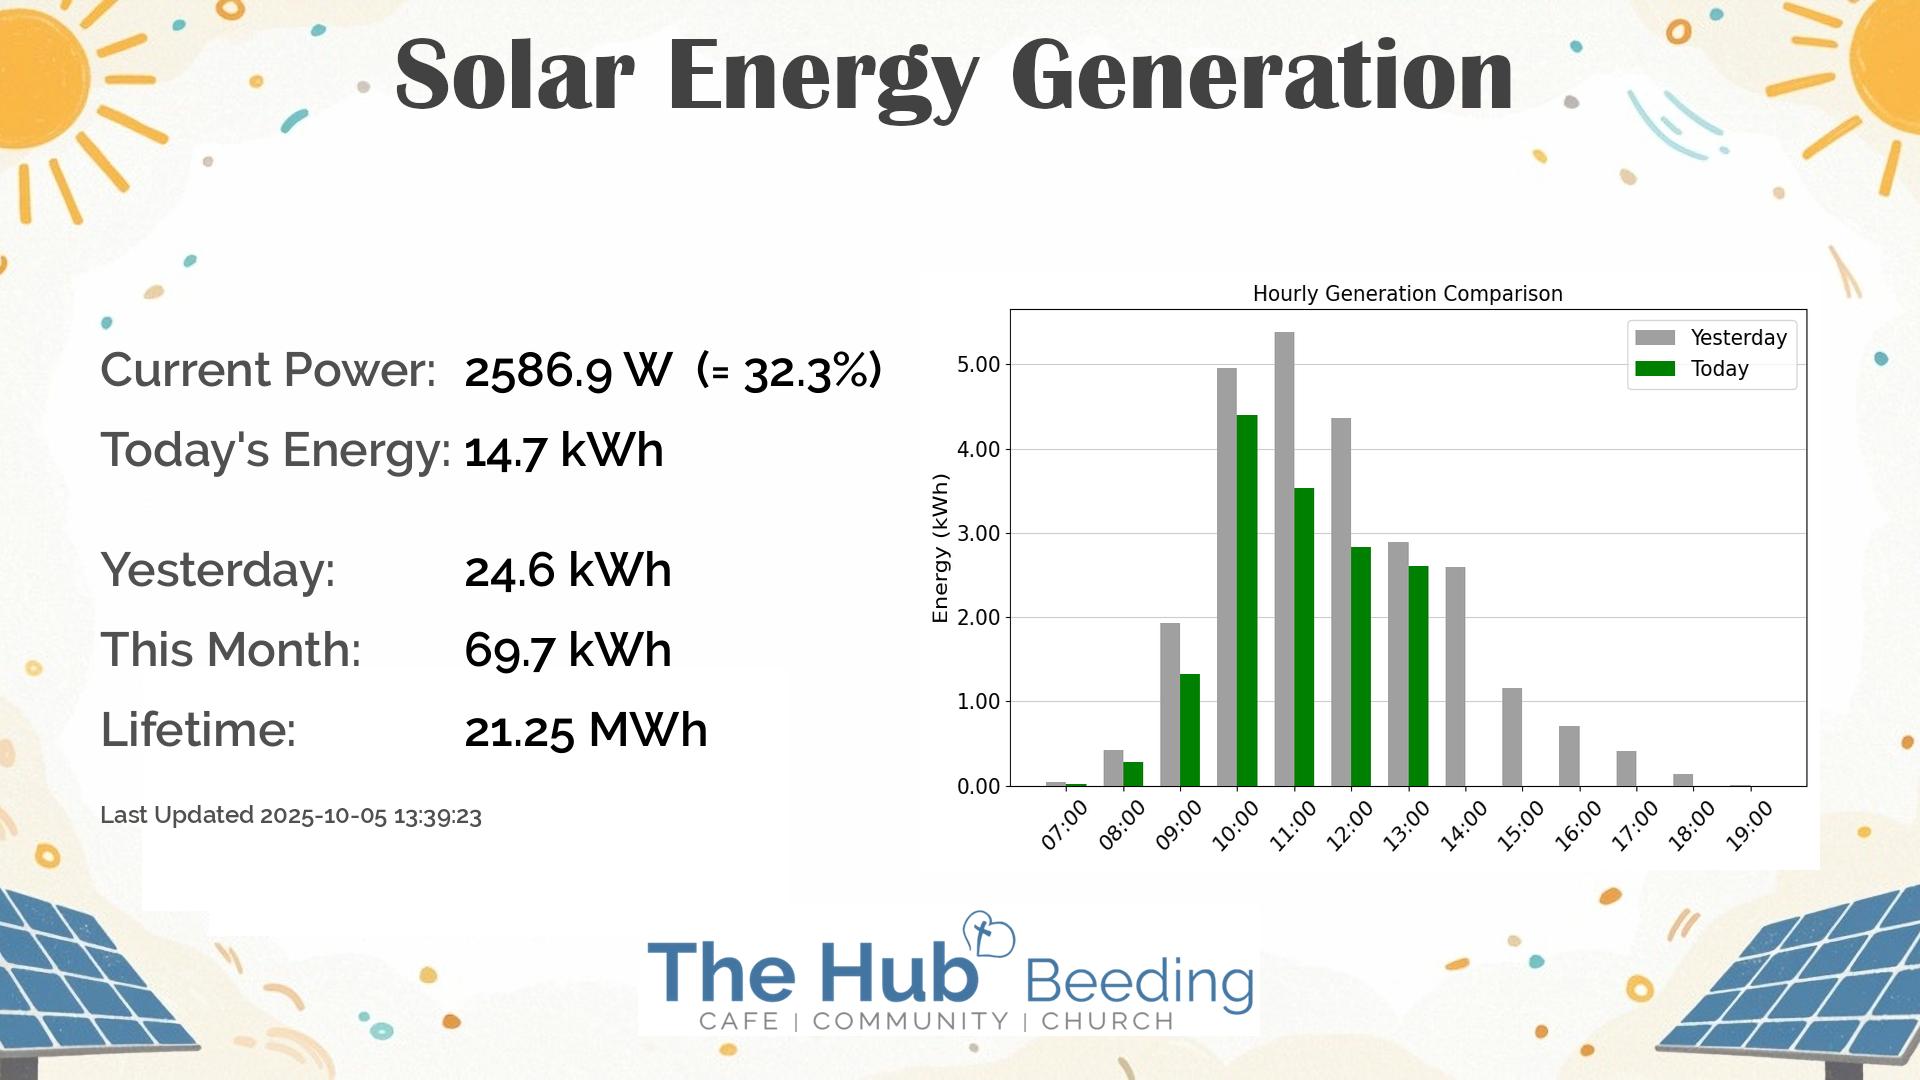 Solar Energy Generation
Current Power: 2586.9 W (= 32.3%)
Today's Energy: 14.7 kWh
Yesterday: 24.6 kWh
This Month: 69.7 kWh
Lifetime: 21.25 MWh
Last Updated 2025-10-05 13:39:23
Hourly Generation Comparison
Yesterday
Today
Energy (kWh)
5.00
4.00
3.00
2.00
1.00
0.00
07:00 08:00 09:00 10:00 11:00 12:00 13:00 14:00 15:00 16:00 17:00 18:00 19:00
The Hub Beeding
CAFE | COMMUNITY | CHURCH